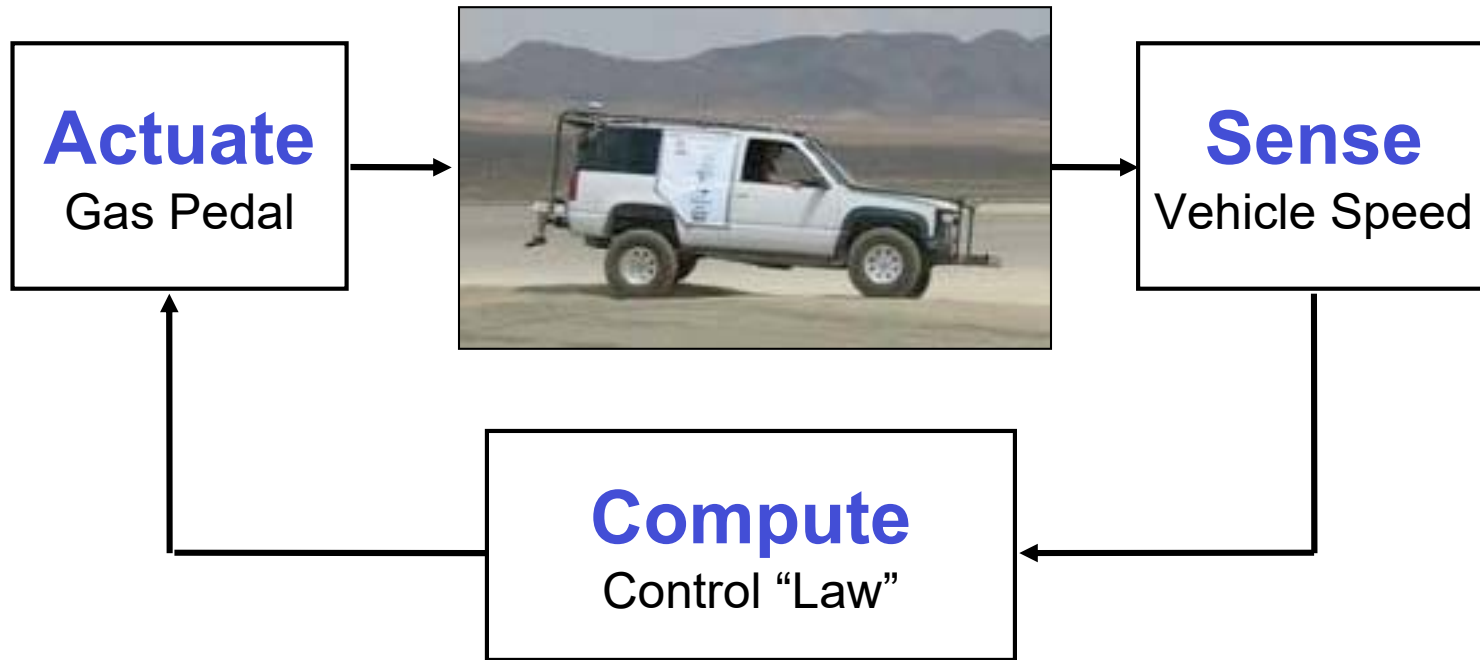 Actuate
Gas Pedal
Sense
Vehicle Speed
Compute
Control “Law”